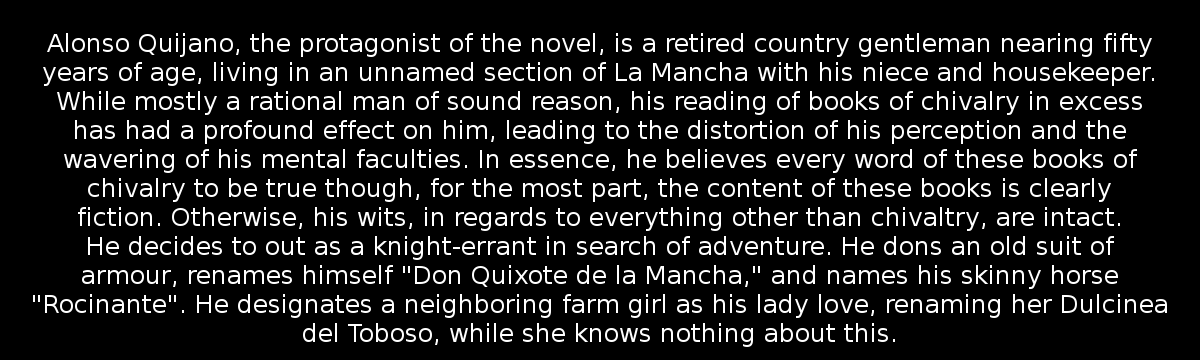 Alonso Quijano, the protagonist of the novel, is a retired country gentleman nearing fifty
years of age, living in an unnamed section of La Mancha with his niece and housekeeper.
While mostly a rational man of sound reason, his reading of books of chivalry in excess
has had a profound effect on him, leading to the distortion of his perception and the
wavering of his mental faculties. In essence, he believes every word of these books of
chivalry to be true though, for the most part, the content of these books is clearly
fiction. Otherwise, his wits, in regards to everything other than chivaltry, are intact.
He decides to out as a knight-errant in search of adventure. He dons an old suit of
armour, renames himself "Don Quixote de la Mancha," and names his skinny horse
"Rocinante". He designates a neighboring farm girl as his lady love, renaming her Dulcinea
del Toboso, while she knows nothing about this.